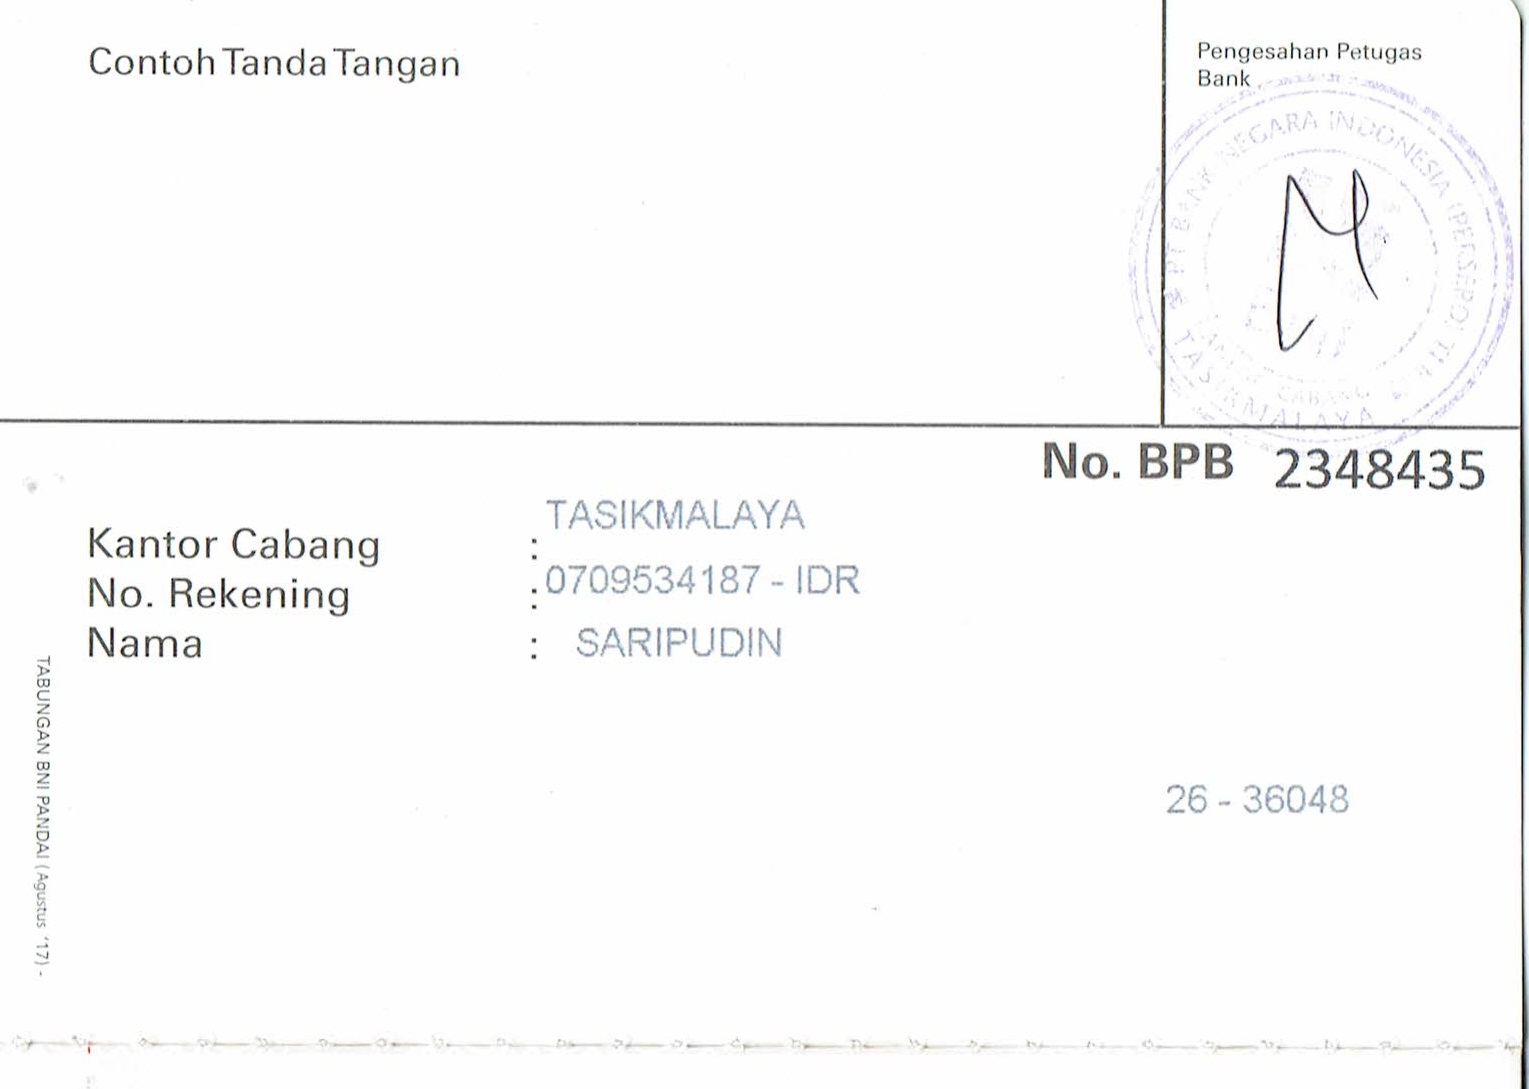 Contoh Tanda Tangan
Pengesahan Petugas
Bank
PT BANK NEGARA INDONESIA (PERSERO) Tbk
KANTOR CABANG
TASIKMALAYA
No. BPB 2348435
Kantor Cabang : TASIKMALAYA
No. Rekening : 0709534187 - IDR
Nama : SARIPUDIN
26 - 36048
TABUNGAN BNI PANDAI (Agustus '17) -